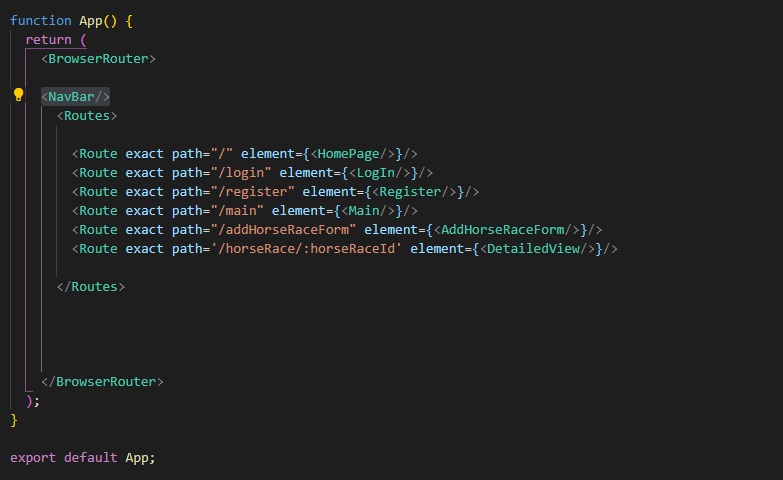 function App() {
  return (
    <BrowserRouter>
    <NavBar/>
      <Routes>
        <Route exact path="/" element={<HomePage/>}/>
        <Route exact path="/login" element={<LogIn/>}/>
        <Route exact path="/register" element={<Register/>}/>
        <Route exact path="/main" element={<Main/>}/>
        <Route exact path="/addHorseRaceForm" element={<AddHorseRaceForm/>}/>
        <Route exact path='/horseRace/:horseRaceId' element={<DetailedView/>}/>
      </Routes>
    </BrowserRouter>
  );
}
export default App;